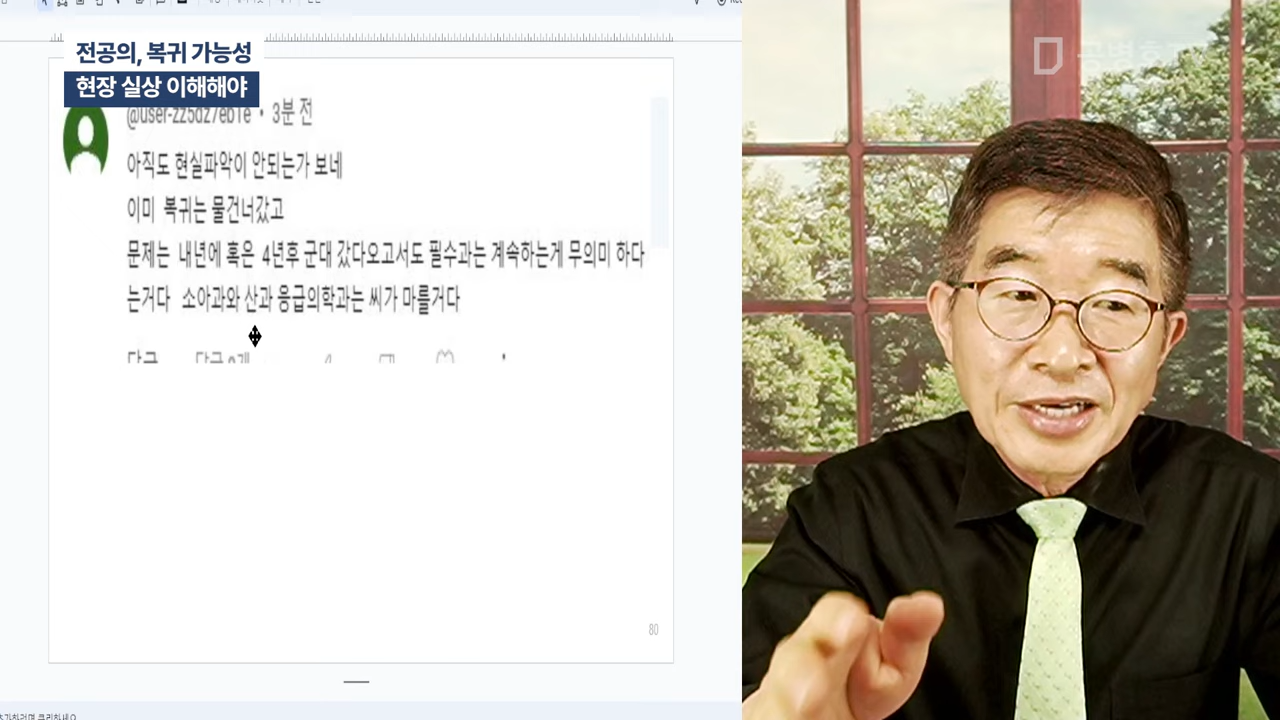 전공의, 복귀 가능성
현장 실상 이해해야
@user-zz5dz7eb1e • 3분 전
아직도 현실파악이 안되는가 보네
이미 복귀는 물건너갔고
문제는 내년에 혹은 4년후 군대 갔다오고서도 필수과는 계속하는게 무의미 하다
는거다 소아과와 산과 응급의학과는 씨가 마를거다
80